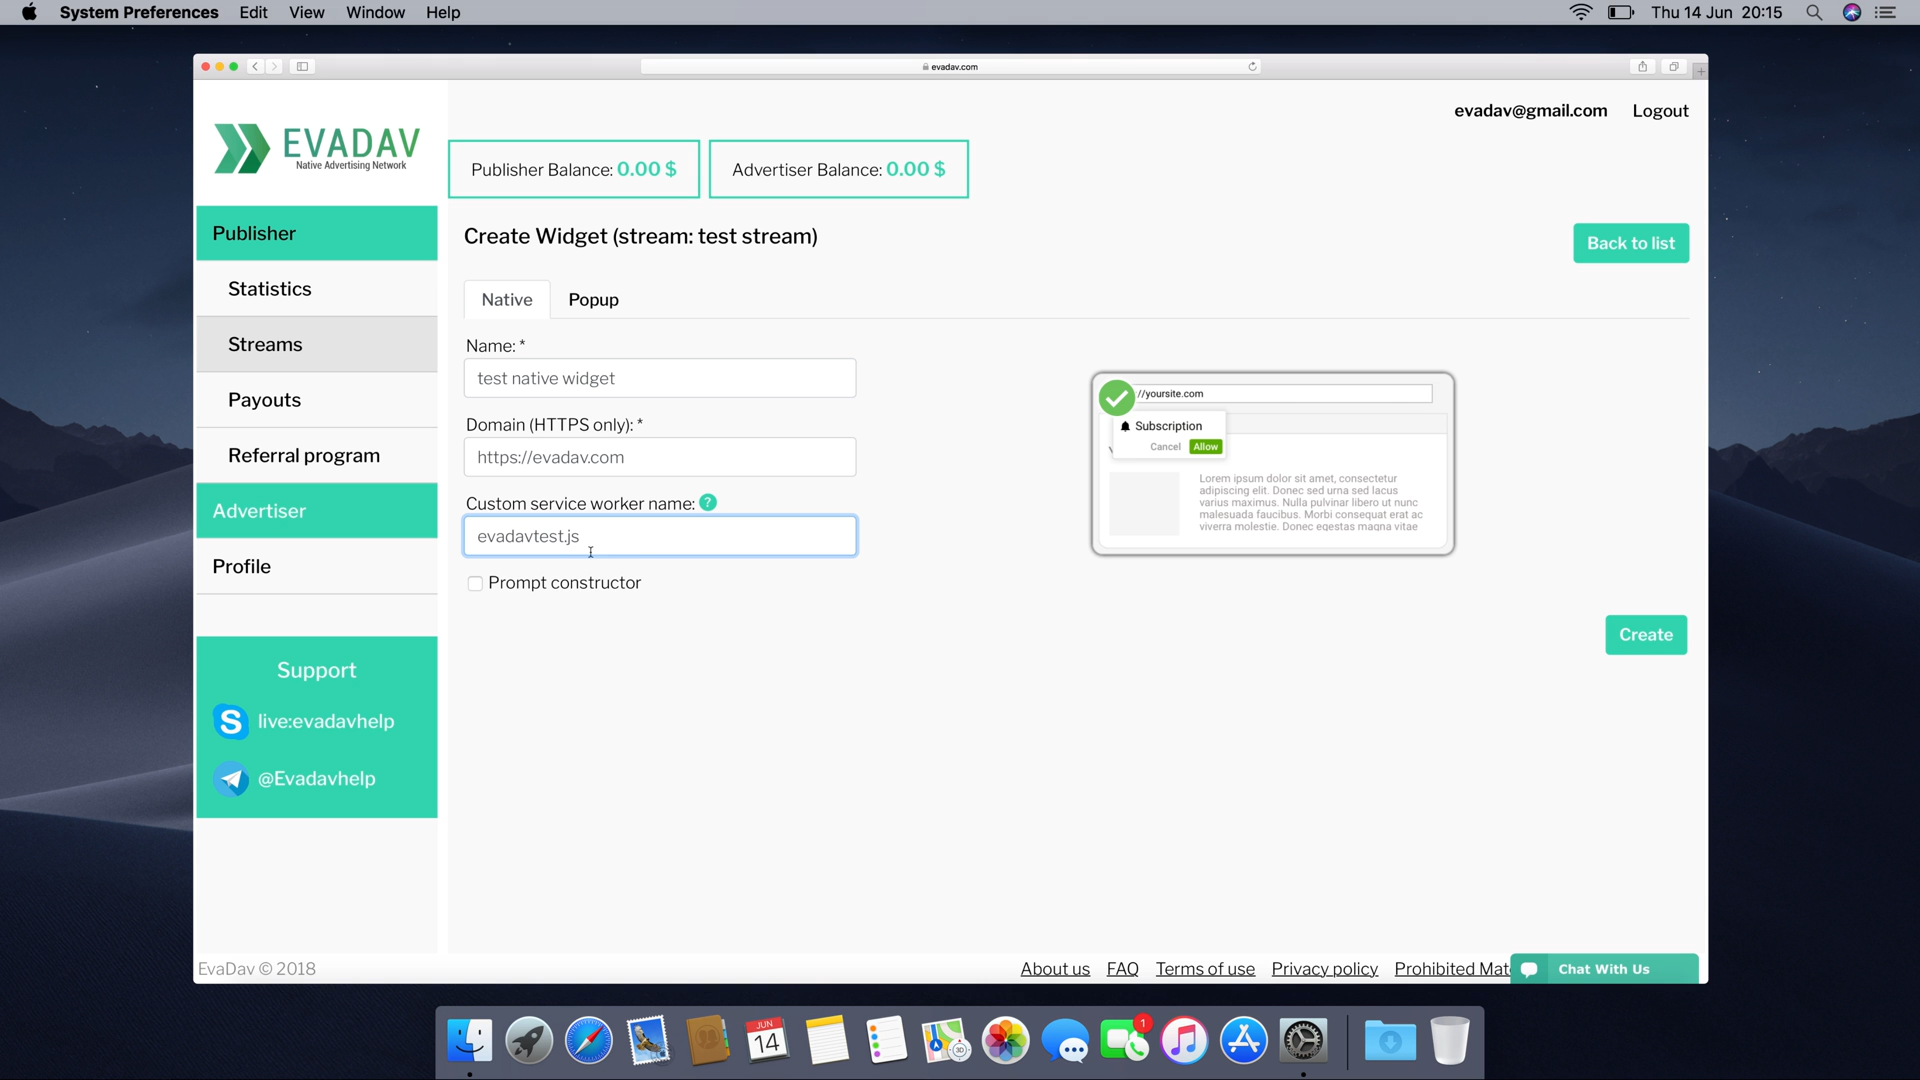 System Preferences Edit View Window Help
Thu 14 Jun 20:15
evadav.com
evadav@gmail.com Logout
EVADAV
Native Advertising Network
Publisher Balance: 0.00 $
Advertiser Balance: 0.00 $
Publisher
Statistics
Streams
Payouts
Referral program
Advertiser
Profile
Support
live:evadavhelp
@Evadavhelp
Create Widget (stream: test stream)
Back to list
Native Popup
Name: *
test native widget
Domain (HTTPS only): *
https://evadav.com
Custom service worker name: ?
evadavtest.js
Prompt constructor
//yoursite.com
Subscription
Cancel Allow
Lorem ipsum dolor sit amet, consectetur
adipiscing elit. Donec sed urna sed lacus
varius maximus. Nulla pulvinar libero ut nunc
malesuada faucibus. Morbi consequat erat ac
viverra molestie. Donec egestas magna vitae
Create
EvaDav © 2018
About us FAQ Terms of use Privacy policy Prohibited Mat
Chat With Us
JUN
14
3D
1